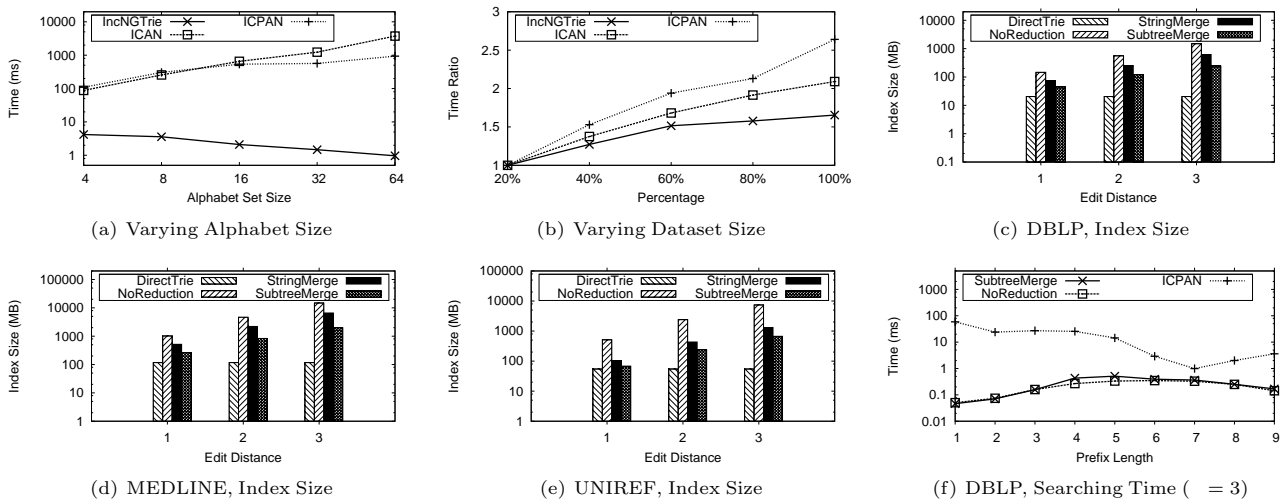 IncNGTrie
ICAN
ICPAN
Time (ms)
10000
1000
100
10
1
4
8
16
32
64
Alphabet Set Size
(a) Varying Alphabet Size
IncNGTrie
ICAN
ICPAN
Time Ratio
3
2.5
2
1.5
1
20%
40%
60%
80%
100%
Percentage
(b) Varying Dataset Size
DirectTrie
NoReduction
StringMerge
SubtreeMerge
Index Size (MB)
10000
1000
100
10
1
0.1
1
2
3
Edit Distance
(c) DBLP, Index Size
DirectTrie
NoReduction
StringMerge
SubtreeMerge
Index Size (MB)
100000
10000
1000
100
10
1
1
2
3
Edit Distance
(d) MEDLINE, Index Size
DirectTrie
NoReduction
StringMerge
SubtreeMerge
Index Size (MB)
100000
10000
1000
100
10
1
1
2
3
Edit Distance
(e) UNIREF, Index Size
SubtreeMerge
NoReduction
ICPAN
Time (ms)
1000
100
10
1
0.1
0.01
1
2
3
4
5
6
7
8
9
Prefix Length
(f) DBLP, Searching Time ( = 3)